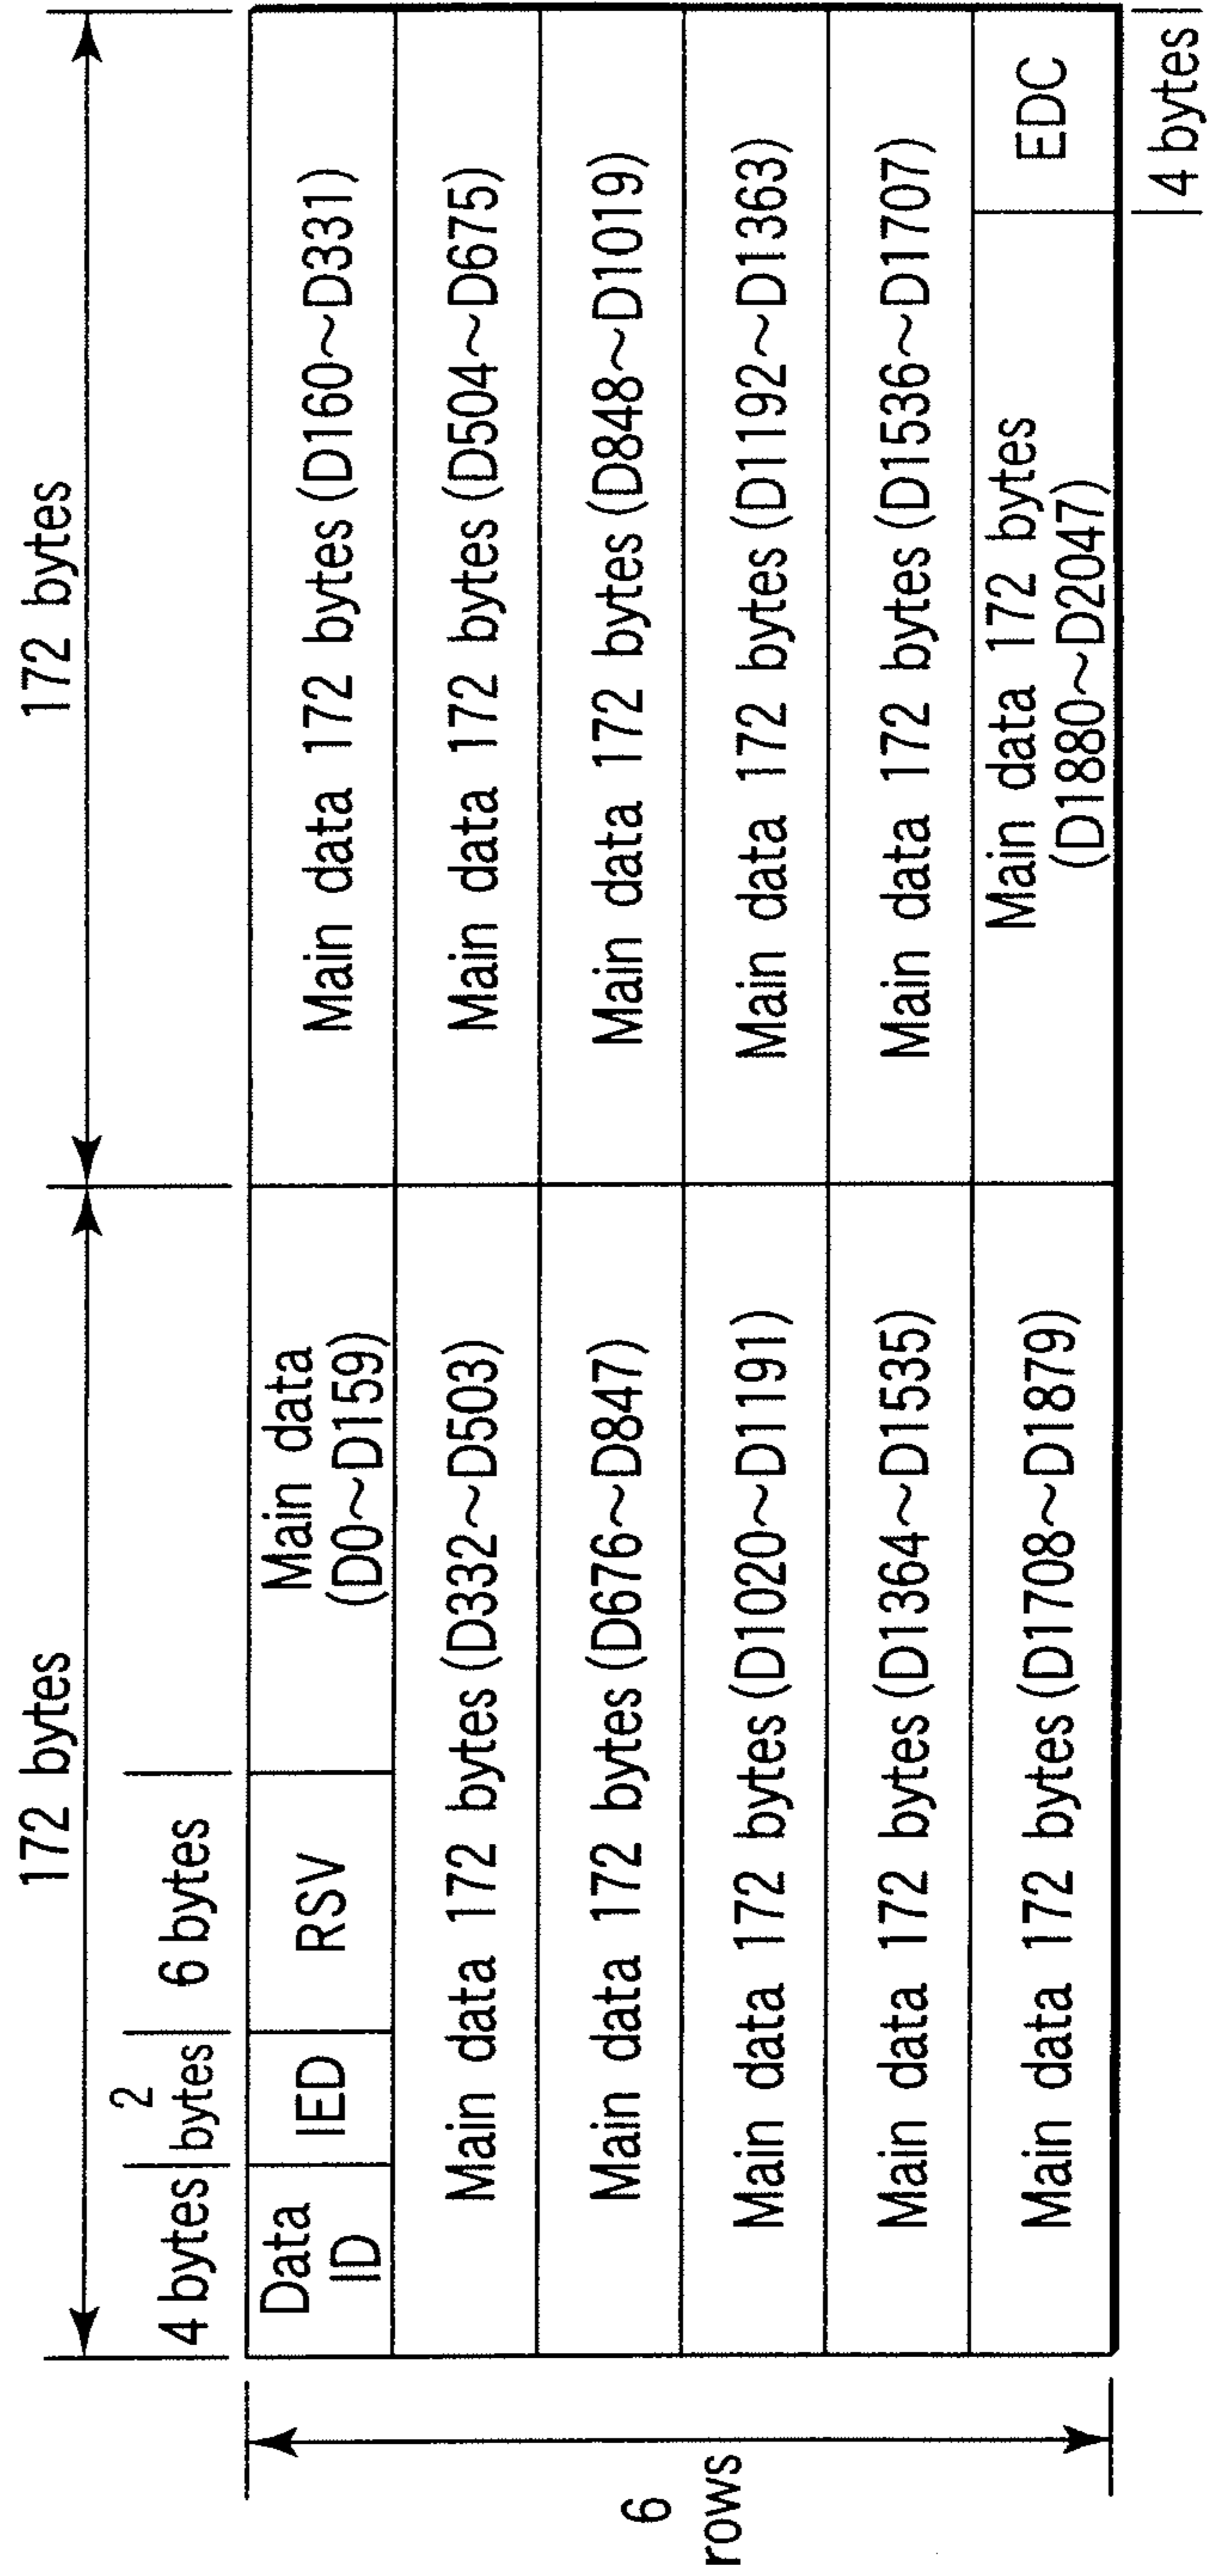 172 bytes
172 bytes
4 bytes
2
bytes
6 bytes
Data
ID
IED
RSV
Main data
(D0~D159)
Main data 172 bytes (D160~D331)
Main data 172 bytes (D332~D503)
Main data 172 bytes (D504~D675)
Main data 172 bytes (D676~D847)
Main data 172 bytes (D848~D1019)
Main data 172 bytes (D1020~D1191)
Main data 172 bytes (D1192~D1363)
Main data 172 bytes (D1364~D1535)
Main data 172 bytes (D1536~D1707)
Main data 172 bytes (D1708~D1879)
Main data 172 bytes
(D1880~D2047)
EDC
4 bytes
6
rows